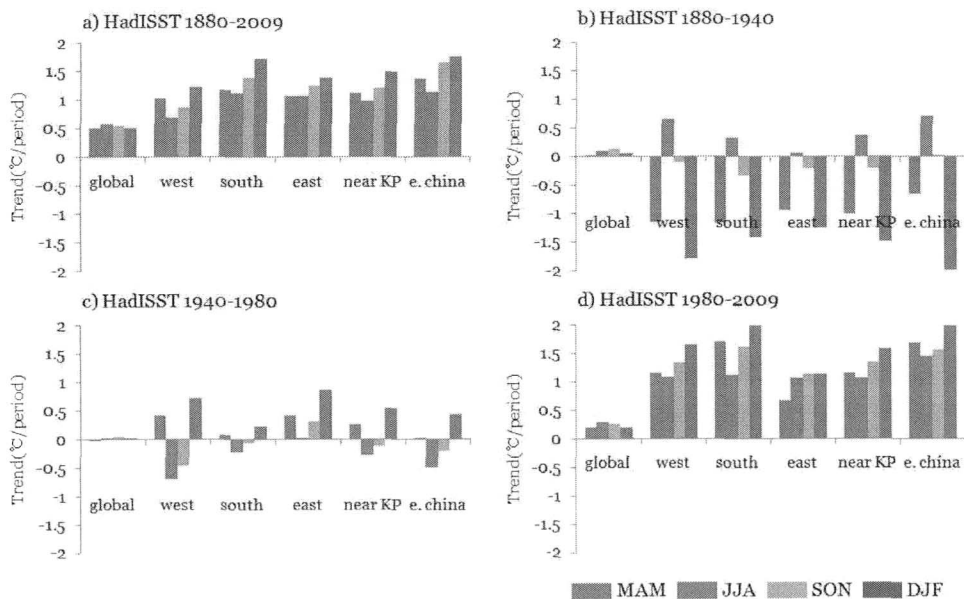 a) HadISST 1880-2009
Trend(℃/period)
2
1.5
1
0.5
0
-0.5
-1
-1.5
-2
global west south east near KP e. china
b) HadISST 1880-1940
Trend(℃/period)
2
1.5
1
0.5
0
-0.5
-1
-1.5
-2
global west south east near KP e. china
c) HadISST 1940-1980
Trend(℃/period)
2
1.5
1
0.5
0
-0.5
-1
-1.5
-2
global west south east near KP e. china
d) HadISST 1980-2009
Trend(℃/period)
2
1.5
1
0.5
0
-0.5
-1
-1.5
-2
global west south east near KP e. china
MAM JJA SON DJF